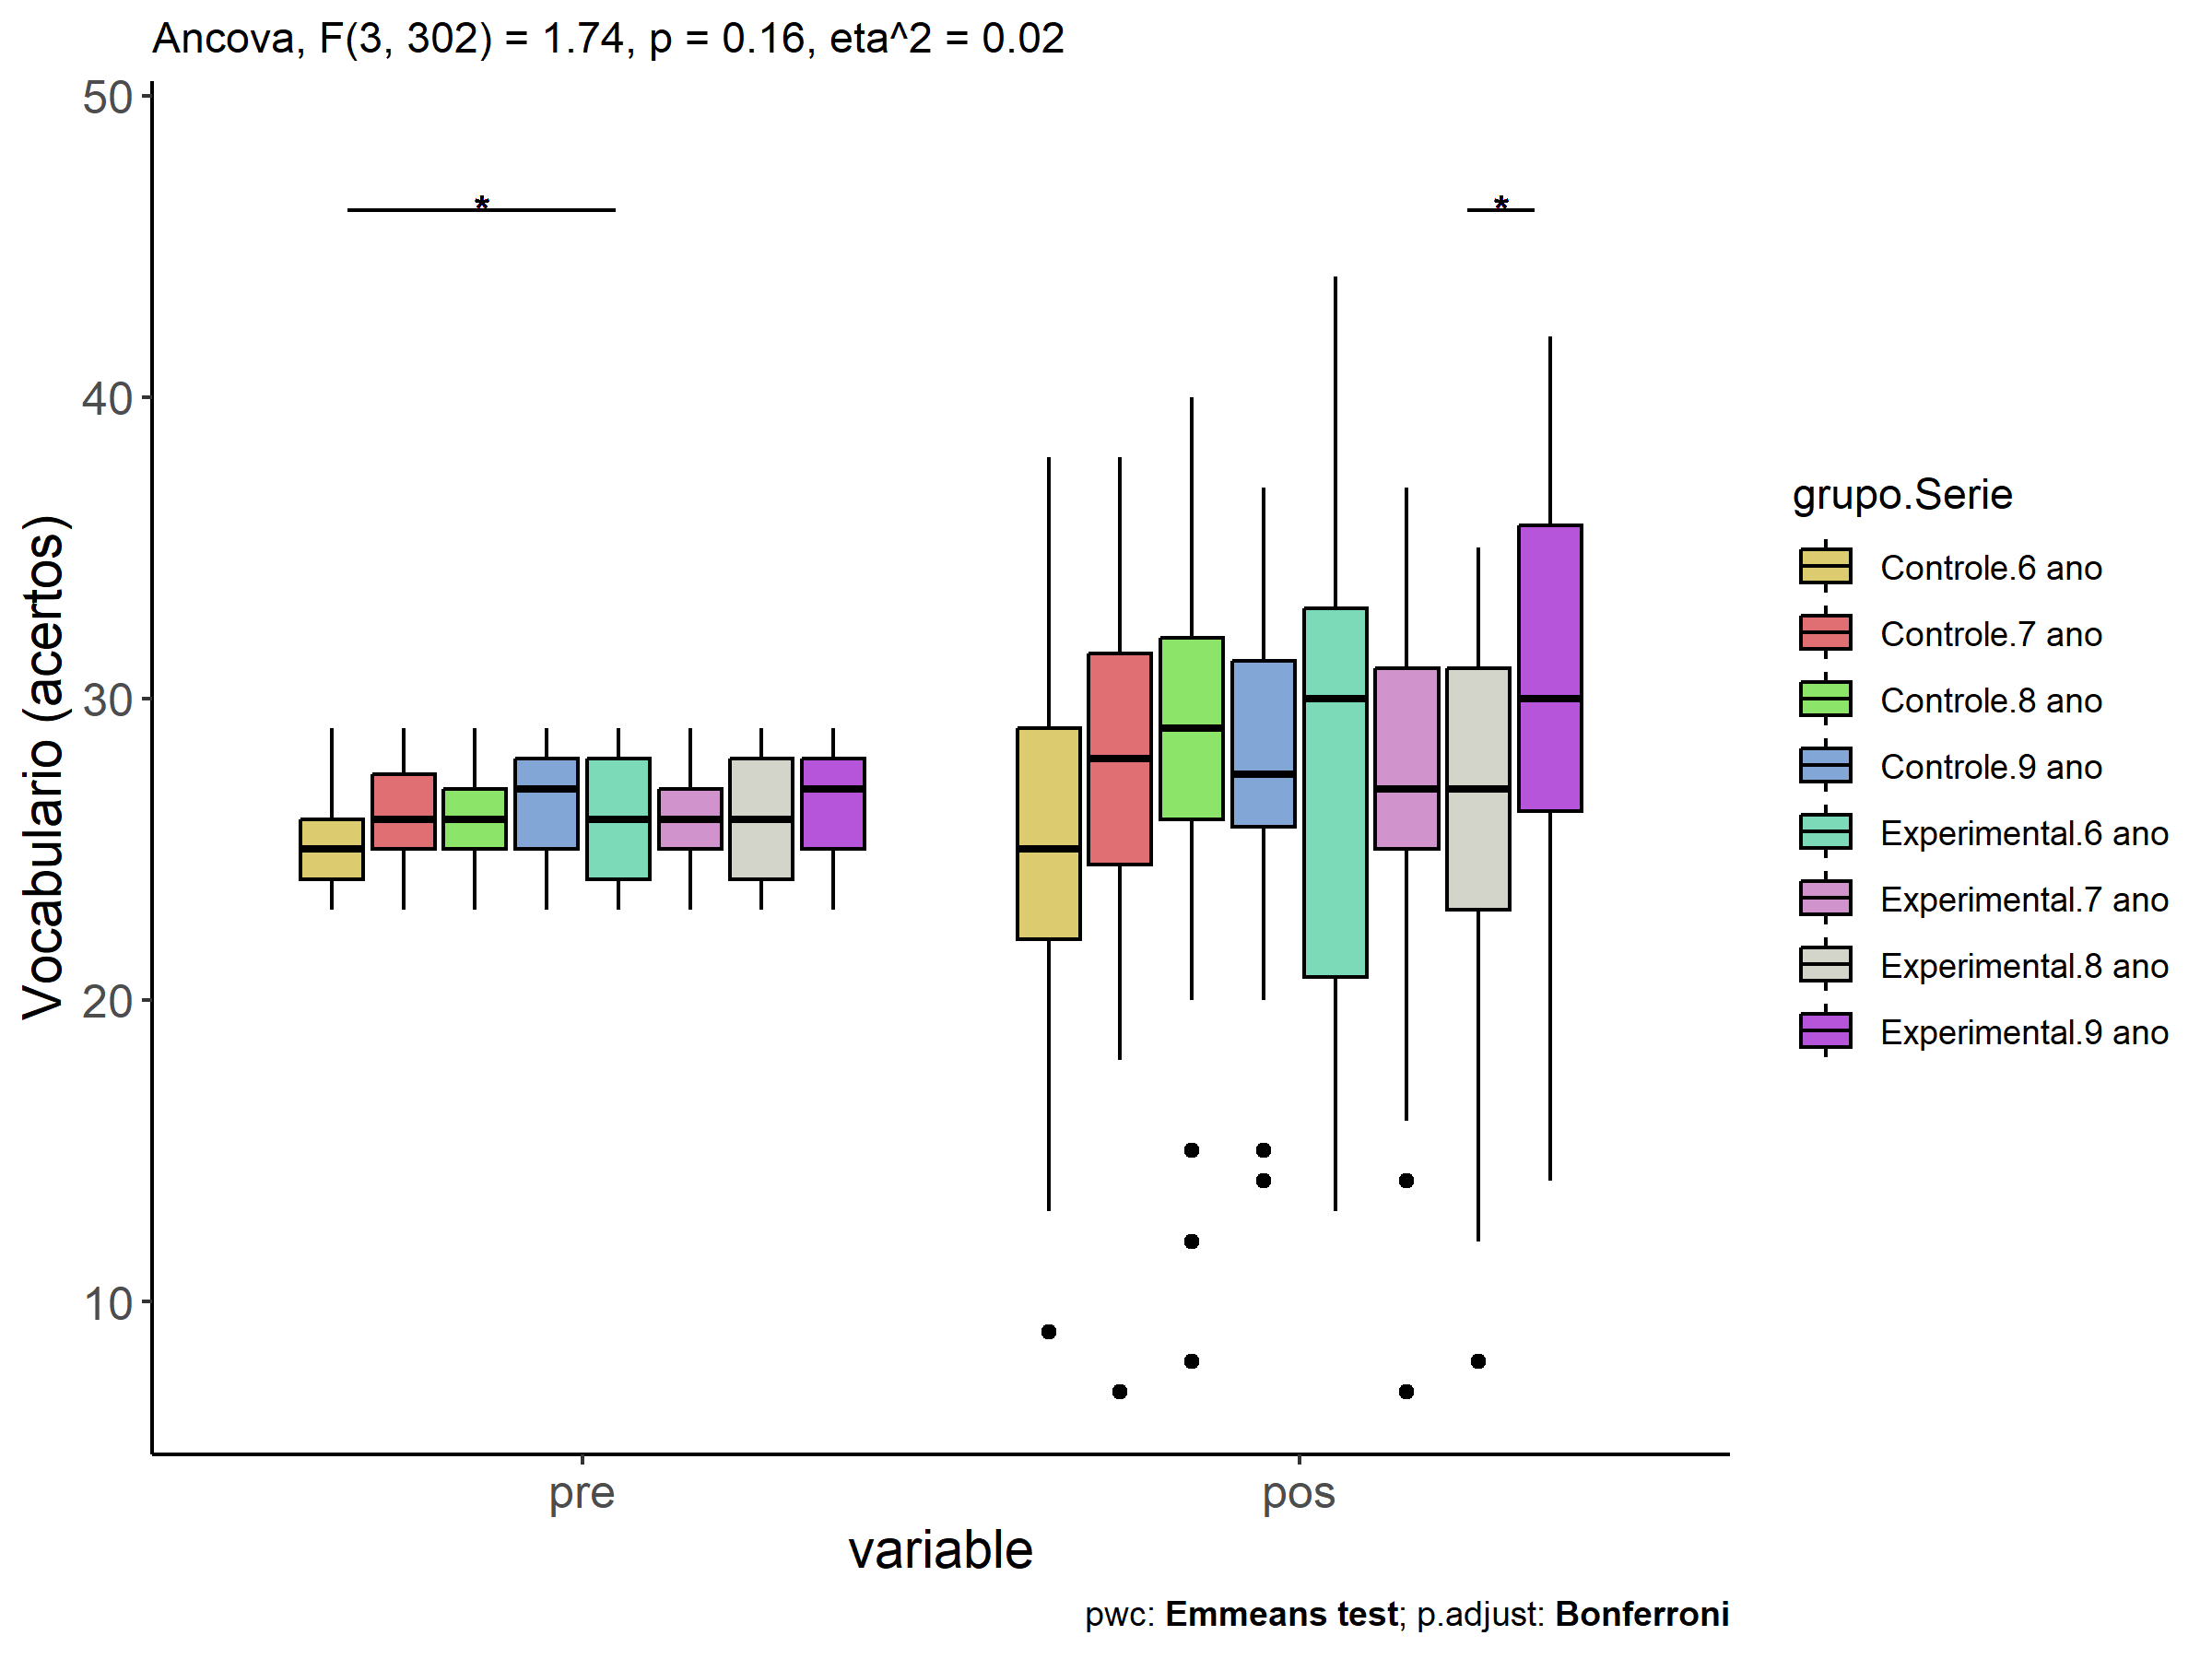 Ancova, F(3, 302) = 1.74, p = 0.16, eta^2 = 0.02
50
40
30
20
10
Vocabulario (acertos)
*
*
pre
pos
variable
grupo.Serie
Controle.6 ano
Controle.7 ano
Controle.8 ano
Controle.9 ano
Experimental.6 ano
Experimental.7 ano
Experimental.8 ano
Experimental.9 ano
pwc: Emmeans test; p.adjust: Bonferroni